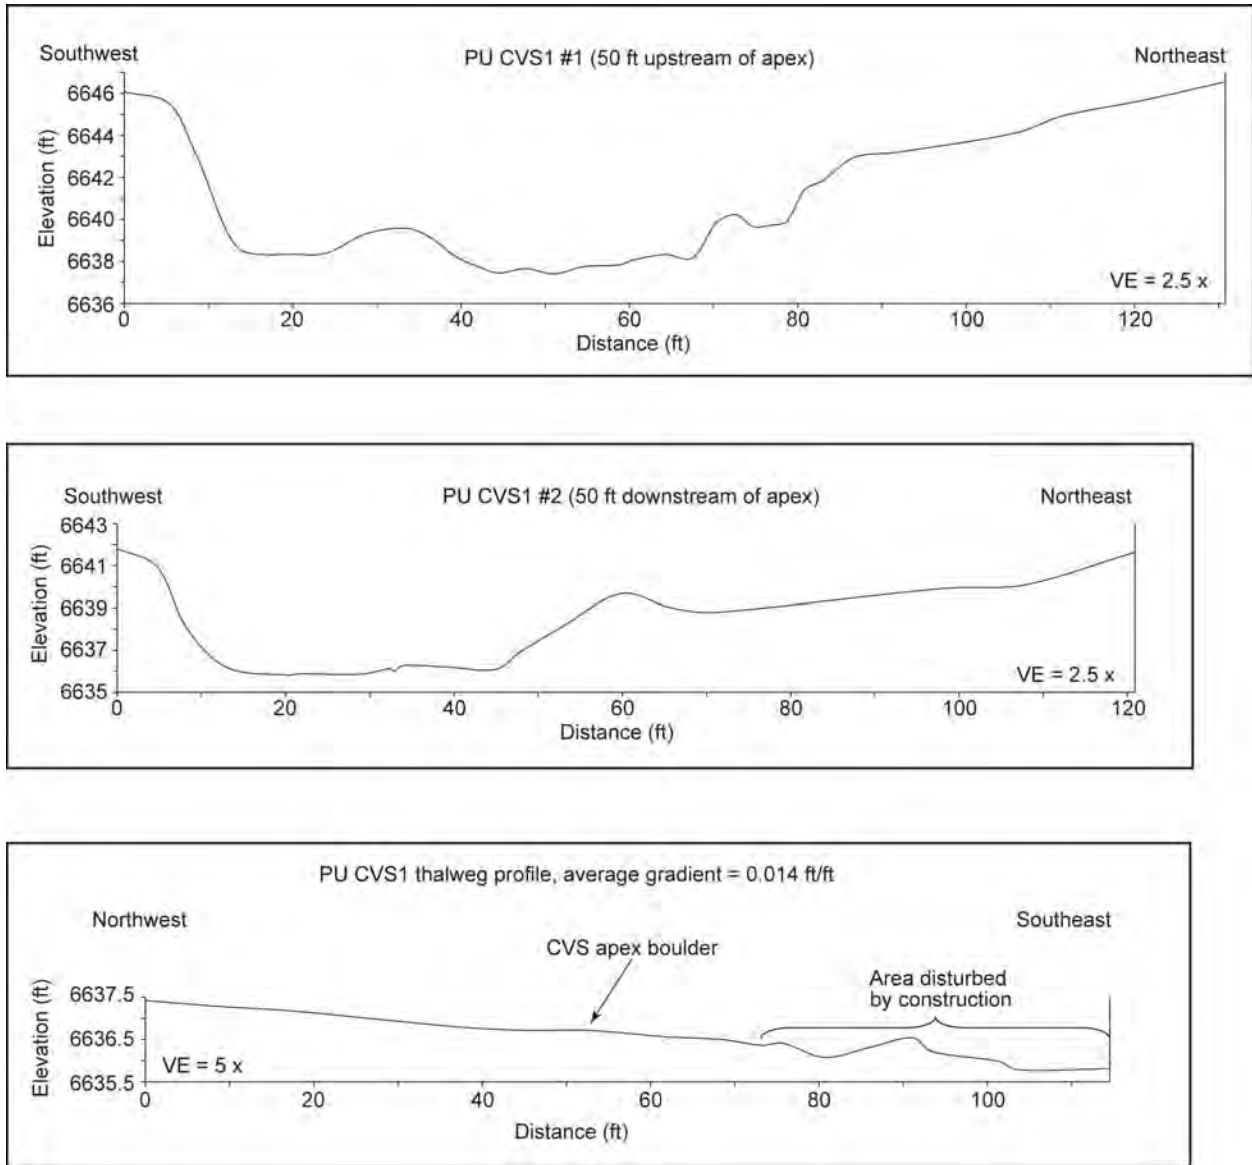 Southwest
PU CVS1 #1 (50 ft upstream of apex)
Northeast
6646
6644
6642
6640
6638
6636
Elevation (ft)
VE = 2.5 x
0 20 40 60 80 100 120
Distance (ft)
Southwest
PU CVS1 #2 (50 ft downstream of apex)
Northeast
6643
6641
6639
6637
6635
Elevation (ft)
VE = 2.5 x
0 20 40 60 80 100 120
Distance (ft)
PU CVS1 thalweg profile, average gradient = 0.014 ft/ft
Northwest
Southeast
CVS apex boulder
Area disturbed
by construction
6637.5
6636.5
6635.5
Elevation (ft)
VE = 5 x
0 20 40 60 80 100
Distance (ft)